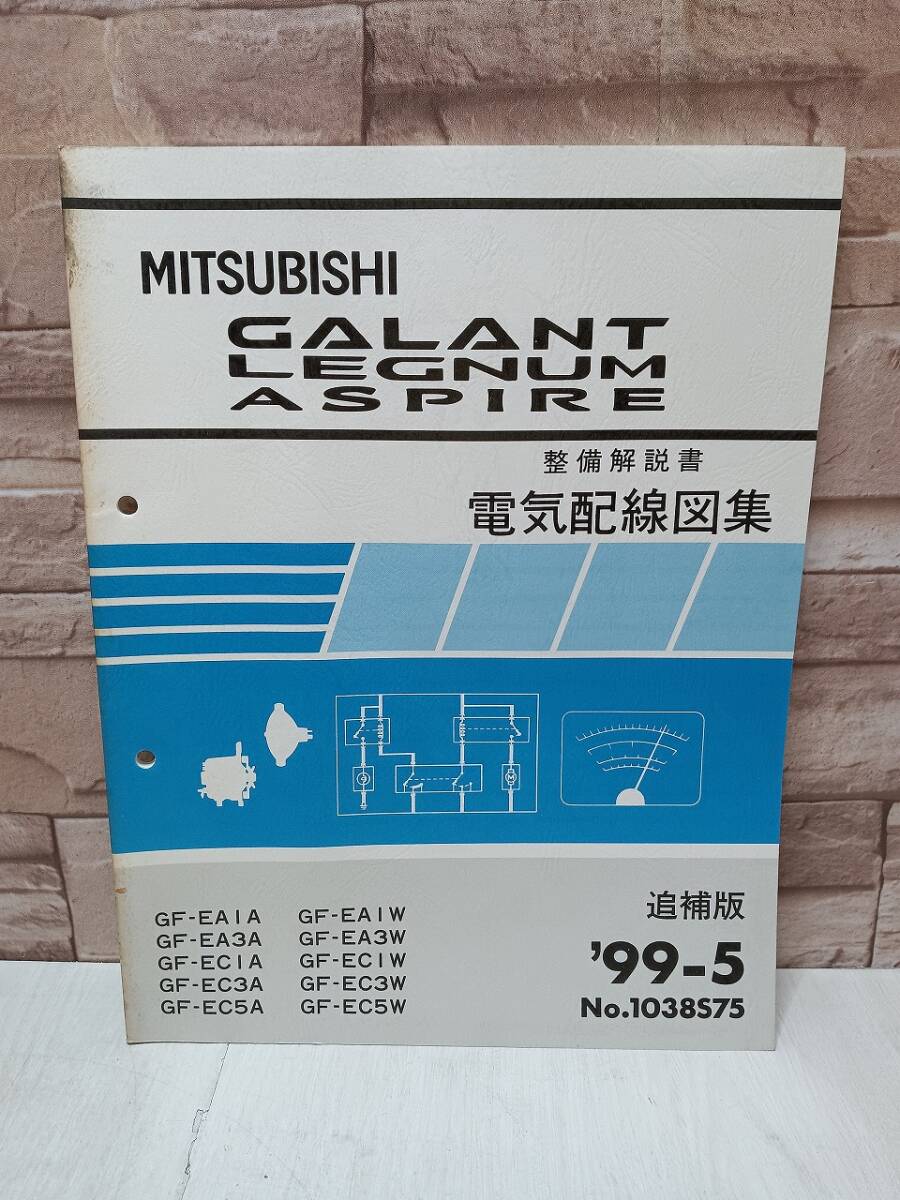 MITSUBISHI
GALANT
LEGNUM
ASPIRE
整備解説書
電気配線図集
M
GF-EA1A GF-EA1W
GF-EA3A GF-EA3W
GF-EC1A GF-EC1W
GF-EC3A GF-EC3W
GF-EC5A GF-EC5W
追補版
'99-5
No.1038S75